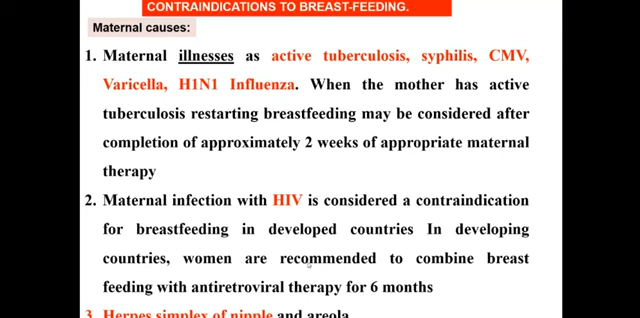 CONTRAINDICATIONS TO BREAST-FEEDING.
Maternal causes:
1. Maternal illnesses as active tuberculosis, syphilis, CMV,
Varicella, H1N1 Influenza. When the mother has active
tuberculosis restarting breastfeeding may be considered after
completion of approximately 2 weeks of appropriate maternal
therapy
2. Maternal infection with HIV is considered a contraindication
for breastfeeding in developed countries In developing
countries, women are recommended to combine breast
feeding with antiretroviral therapy for 6 months
3. Herpes simplex of nipple and areola